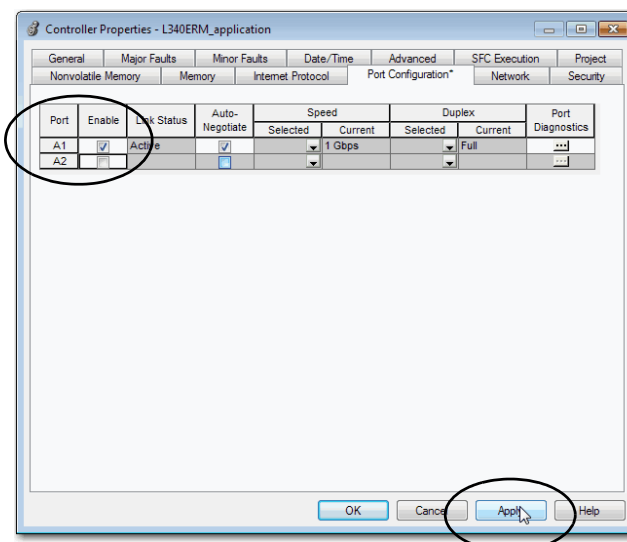 Controller Properties - L340ERM_application
General Major Faults Minor Faults Date/Time Advanced SFC Execution Project
Nonvolatile Memory Memory Internet Protocol Port Configuration* Network Security
Port Enable Link Status Auto-Negotiate Speed Duplex Port Diagnostics
Selected Current Selected Current
A1 Active 1 Gbps Full ...
A2 ...
OK Cancel Apply Help